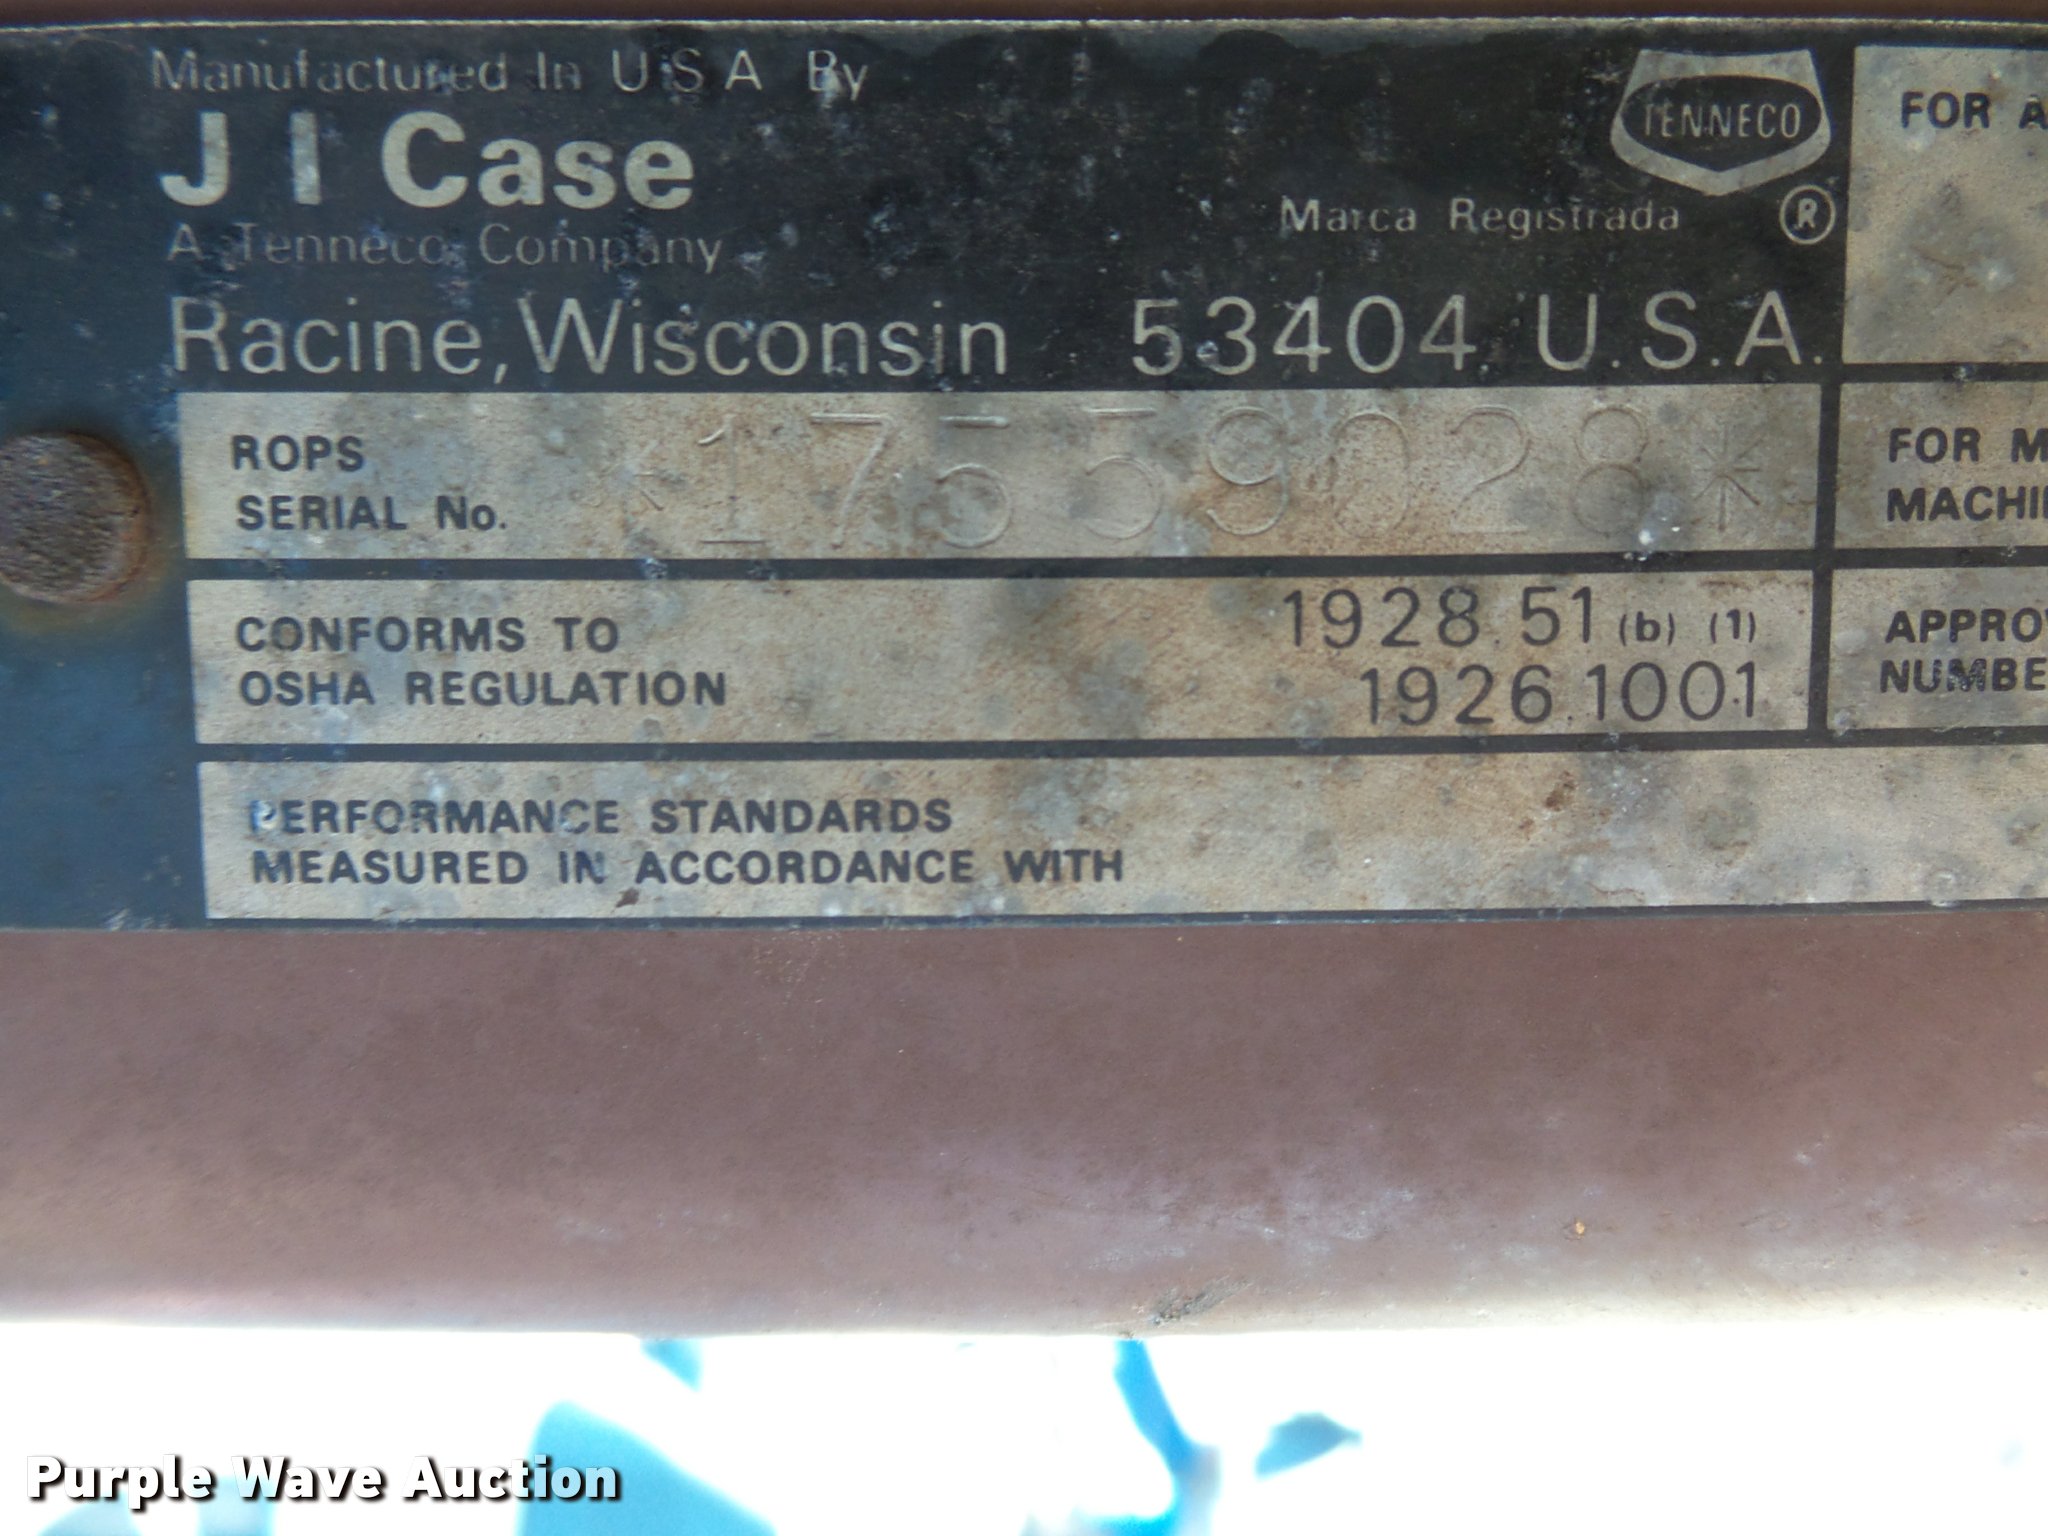 Manufactured In U S A By
J I Case
A Tenneco Company
TENNECO
Marca Registrada ®
Racine, Wisconsin 53404 U.S.A.
FOR A
ROPS
SERIAL No. *17559028*
FOR M
MACHI
CONFORMS TO
OSHA REGULATION
1928.51 (b) (1)
1926.1001
APPRO
NUMBE
PERFORMANCE STANDARDS
MEASURED IN ACCORDANCE WITH
Purple Wave Auction